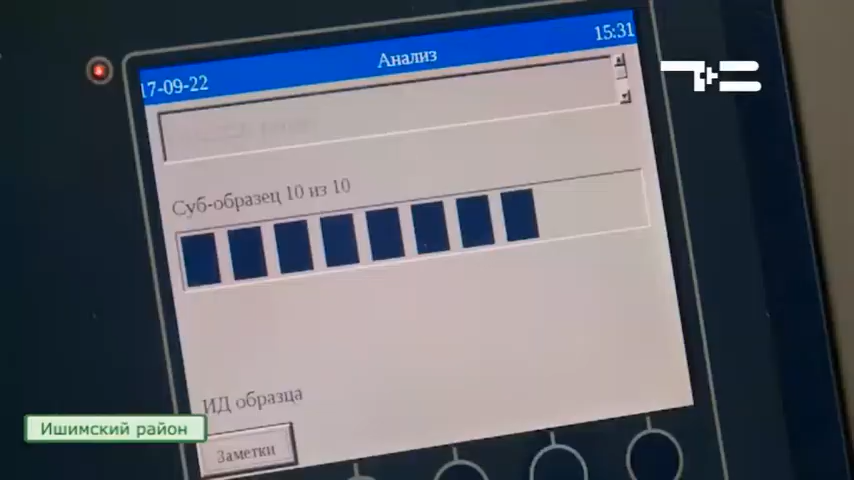 17-09-22
Анализ
15:31
Суб-образец 10 из 10
ИД образца
Заметки
Ишимский район